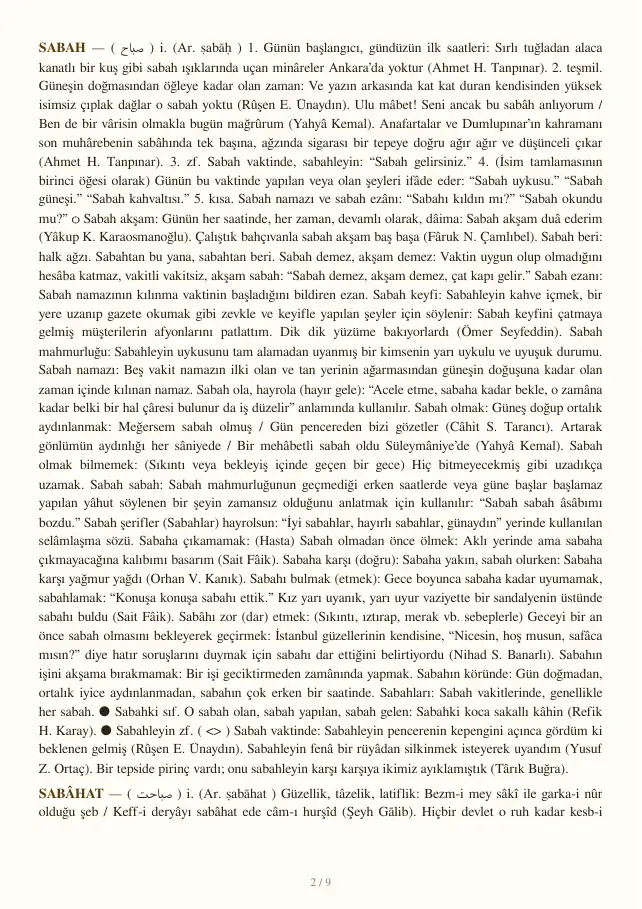 SABAH — ( صباح ) i. (Ar. ṣabāḥ ) 1. Günün başlangıcı, gündüzün ilk saatleri: Sırlı tuğladan alaca
kanatlı bir kuş gibi sabah ışıklarında uçan minâreler Ankara’da yoktur (Ahmet H. Tanpınar). 2. teşmil.
Güneşin doğmasından öğleye kadar olan zaman: Ve yazın arkasında kat kat duran kendisinden yüksek
isimsiz çıplak dağlar o sabah yoktu (Rûşen E. Ünaydın). Ulu mâbet! Seni ancak bu sabâh anlıyorum /
Ben de bir vârisin olmakla bugün mağrûrum (Yahyâ Kemal). Anafartalar ve Dumlupınar’ın kahramanı
son muhârebenin sabâhında tek başına, ağzında sigarası bir tepeye doğru ağır ağır ve düşünceli çıkar
(Ahmet H. Tanpınar). 3. zf. Sabah vaktinde, sabahleyin: “Sabah gelirsiniz.” 4. (İsim tamlamasının
birinci öğesi olarak) Günün bu vaktinde yapılan veya olan şeyleri ifâde eder: “Sabah uykusu.” “Sabah
güneşi.” “Sabah kahvaltısı.” 5. kısa. Sabah namazı ve sabah ezânı: “Sabahı kıldın mı?” “Sabah okundu
mu?” ѻ Sabah akşam: Günün her saatinde, her zaman, devamlı olarak, dâima: Sabah akşam duâ ederim
(Yâkup K. Karaosmanoğlu). Çalıştık bahçıvanla sabah akşam baş başa (Fâruk N. Çamlıbel). Sabah beri:
halk ağzı. Sabahtan bu yana, sabahtan beri. Sabah demez, akşam demez: Vaktin uygun olup olmadığını
hesâba katmaz, vakitli vakitsiz, akşam sabah: “Sabah demez, akşam demez, çat kapı gelir.” Sabah ezanı:
Sabah namazının kılınma vaktinin başladığını bildiren ezan. Sabah keyfi: Sabahleyin kahve içmek, bir
yere uzanıp gazete okumak gibi zevkle ve keyifle yapılan şeyler için söylenir: Sabah keyfini çatmaya
gelmiş müşterilerin afyonlarını patlattım. Dik dik yüzüme bakıyorlardı (Ömer Seyfeddin). Sabah
mahmurluğu: Sabahleyin uykusunu tam alamadan uyanmış bir kimsenin yarı uykulu ve uyuşuk durumu.
Sabah namazı: Beş vakit namazın ilki olan ve tan yerinin ağarmasından güneşin doğuşuna kadar olan
zaman içinde kılınan namaz. Sabah ola, hayrola (hayır gele): “Acele etme, sabaha kadar bekle, o zamâna
kadar belki bir hal çâresi bulunur da iş düzelir” anlamında kullanılır. Sabah olmak: Güneş doğup ortalık
aydınlanmak: Meğersem sabah olmuş / Gün pencereden bizi gözetler (Câhit S. Tarancı). Artarak
gönlümün aydınlığı her sâniyede / Bir mehâbetli sabah oldu Süleymâniye’de (Yahyâ Kemal). Sabah
olmak bilmemek: (Sıkıntı veya bekleyiş içinde geçen bir gece) Hiç bitmeyecekmiş gibi uzadıkça
uzamak. Sabah sabah: Sabah mahmurluğunun geçmediği erken saatlerde veya güne başlar başlamaz
yapılan yâhut söylenen bir şeyin zamansız olduğunu anlatmak için kullanılır: “Sabah sabah âsâbımı
bozdu.” Sabah şerifler (Sabahlar) hayrolsun: “İyi sabahlar, hayırlı sabahlar, günaydın” yerinde kullanılan
selâmlaşma sözü. Sabaha çıkamamak: (Hasta) Sabah olmadan önce ölmek: Aklı yerinde ama sabaha
çıkmayacağına kalıbımı basarım (Sait Fâik). Sabaha karşı (doğru): Sabaha yakın, sabah olurken: Sabaha
karşı yağmur yağdı (Orhan V. Kanık). Sabahı bulmak (etmek): Gece boyunca sabaha kadar uyumamak,
sabahlamak: “Konuşa konuşa sabahı ettik.” Kız yarı uyanık, yarı uyur vaziyette bir sandalyenin üstünde
sabahı buldu (Sait Fâik). Sabâhı zor (dar) etmek: (Sıkıntı, ıztırap, merak vb. sebeplerle) Geceyi bir an
önce sabah olmasını bekleyerek geçirmek: İstanbul güzellerinin kendisine, “Nicesin, hoş musun, safâca
mısın?” diye hatır soruşlarını duymak için sabahı dar ettiğini belirtiyordu (Nihad S. Banarlı). Sabahın
işini akşama bırakmamak: Bir işi geciktirmeden zamânında yapmak. Sabahın köründe: Gün doğmadan,
ortalık iyice aydınlanmadan, sabahın çok erken bir saatinde. Sabahları: Sabah vakitlerinde, genellikle
her sabah. ● Sabahki sıf. O sabah olan, sabah yapılan, sabah gelen: Sabahki koca sakallı kâhin (Refik
H. Karay). ● Sabahleyin zf. ( <> ) Sabah vaktinde: Sabahleyin pencerenin kepengini açınca gördüm ki
beklenen gelmiş (Rûşen E. Ünaydın). Sabahleyin fenâ bir rüyâdan silkinmek isteyerek uyandım (Yusuf
Z. Ortaç). Bir tepside pirinç vardı; onu sabahleyin karşı karşıya ikimiz ayıklamıştık (Târık Buğra).
SABÂHAT — ( صباحت ) i. (Ar. ṣabāhat ) Güzellik, tâzelik, latiflik: Bezm-i mey sâkî ile garka-i nûr
olduğu şeb / Keff-i deryâyı sabâhat ede câm-ı hurşîd (Şeyh Gālib). Hiçbir devlet o ruh kadar kesb-i
2 / 9